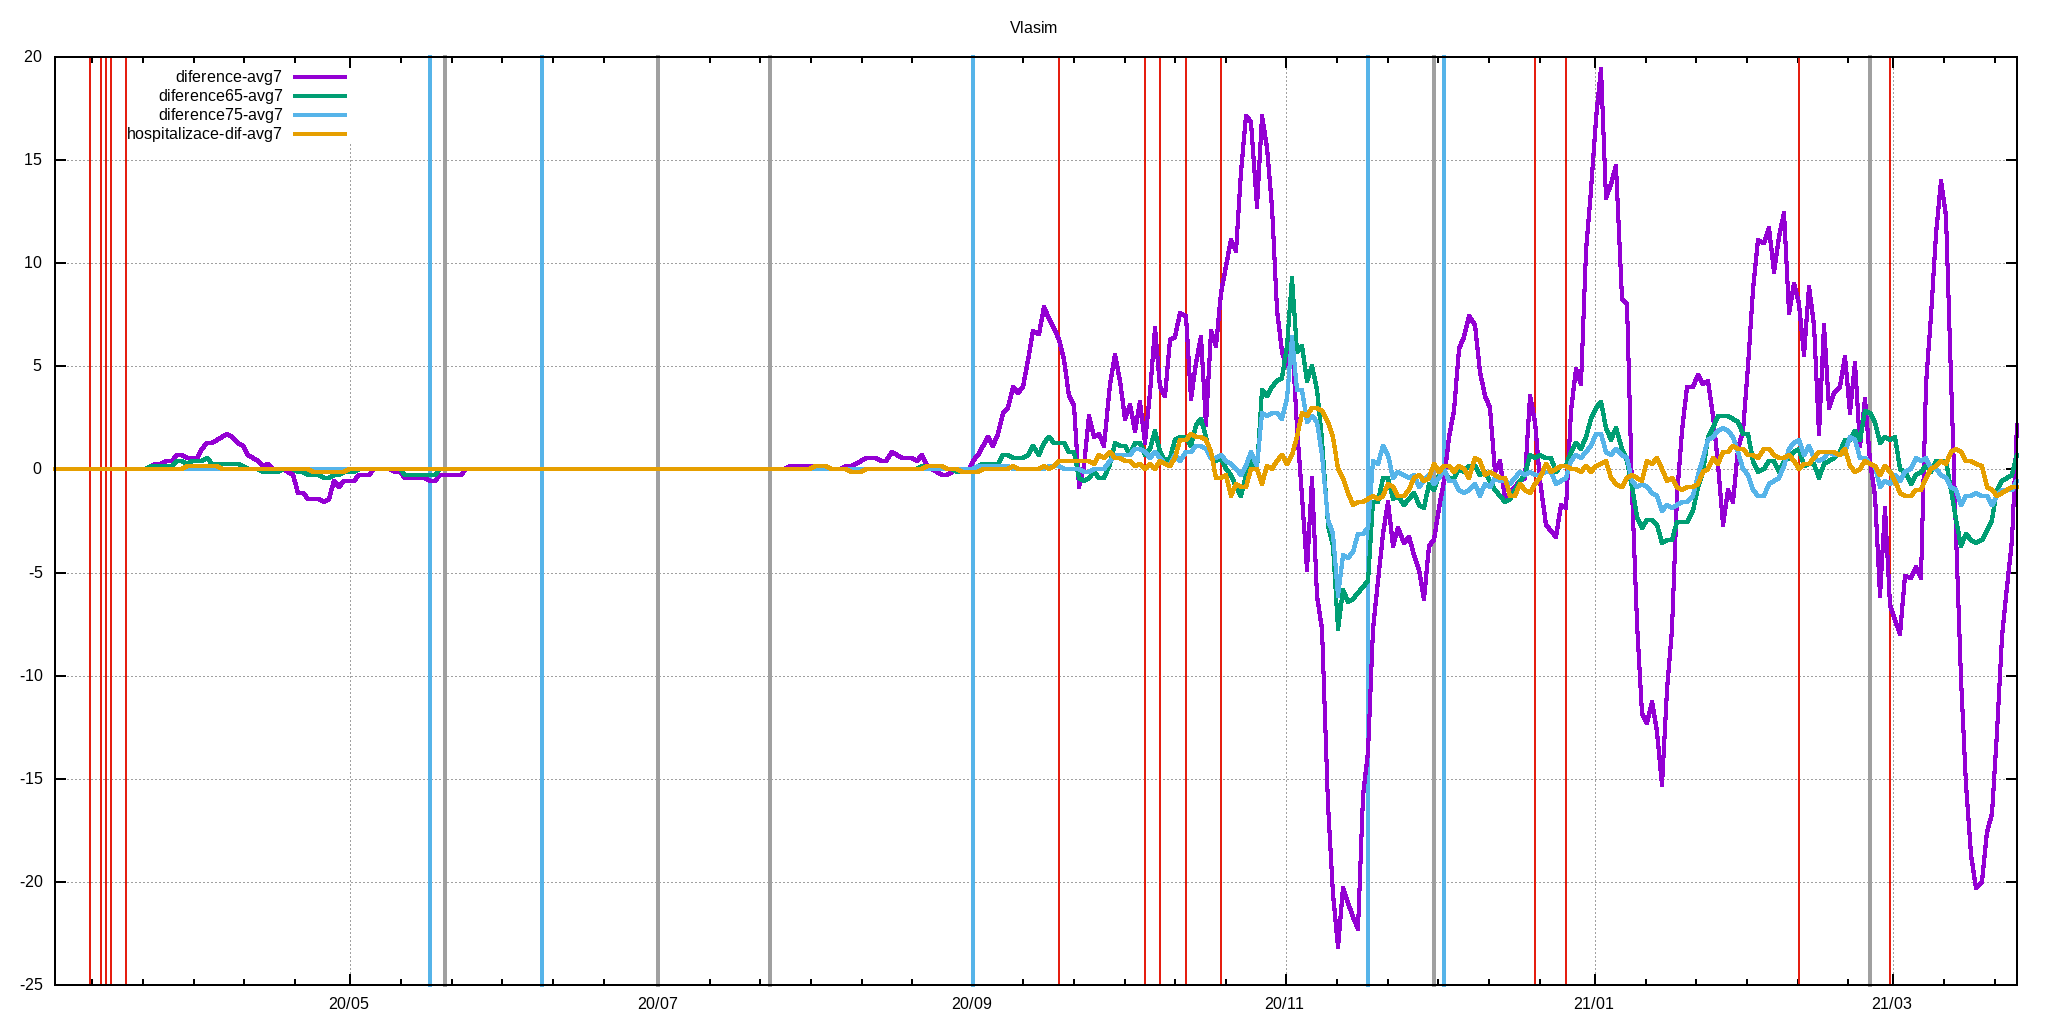 Vlasim
diference-avg7
diference65-avg7
diference75-avg7
hospitalizace-dif-avg7
20
15
10
5
0
-5
-10
-15
-20
-25
20/05 20/07 20/09 20/11 21/01 21/03